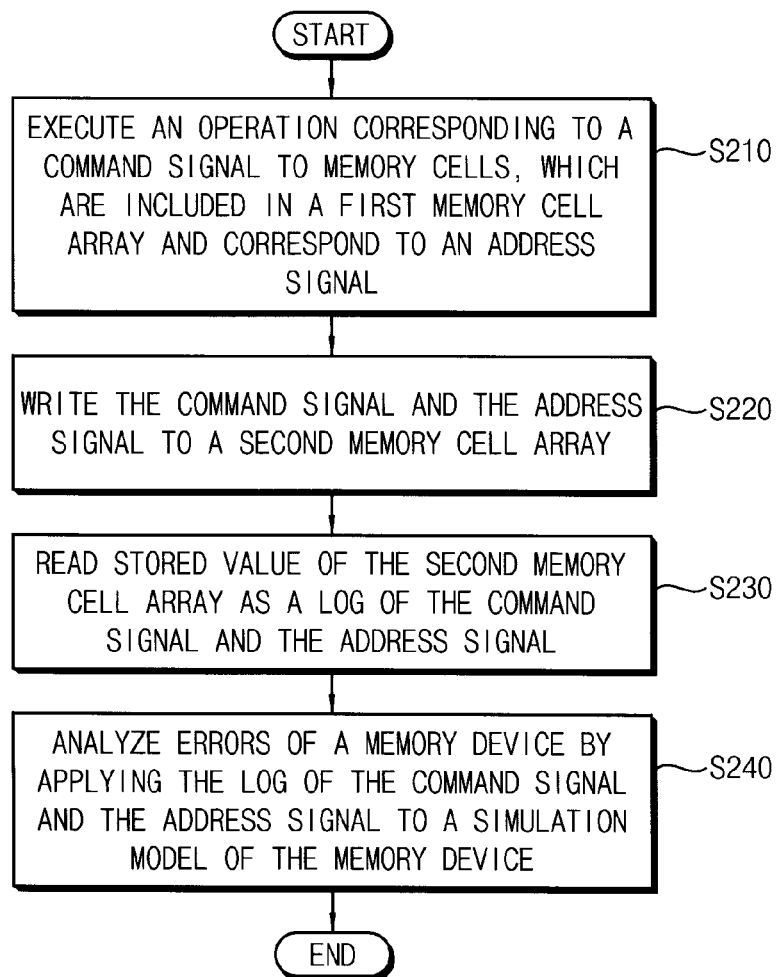 START
EXECUTE AN OPERATION CORRESPONDING TO A
COMMAND SIGNAL TO MEMORY CELLS, WHICH
ARE INCLUDED IN A FIRST MEMORY CELL
ARRAY AND CORRESPOND TO AN ADDRESS
SIGNAL
S210
WRITE THE COMMAND SIGNAL AND THE ADDRESS
SIGNAL TO A SECOND MEMORY CELL ARRAY
S220
READ STORED VALUE OF THE SECOND MEMORY
CELL ARRAY AS A LOG OF THE COMMAND
SIGNAL AND THE ADDRESS SIGNAL
S230
ANALYZE ERRORS OF A MEMORY DEVICE BY
APPLYING THE LOG OF THE COMMAND SIGNAL
AND THE ADDRESS SIGNAL TO A SIMULATION
MODEL OF THE MEMORY DEVICE
S240
END